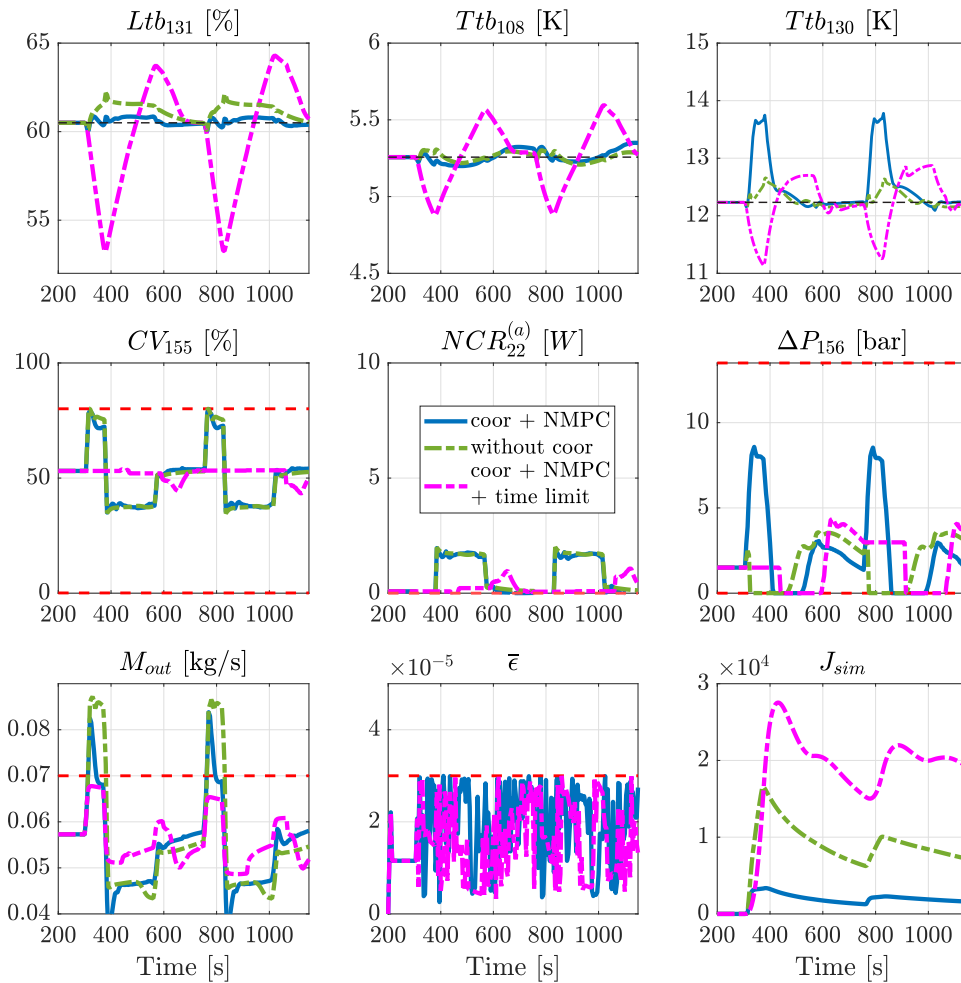 Ltb₁₃₁ [%]
65
60
55
200 400 600 800 1000
Ttb₁₀₈ [K]
6
5.5
5
4.5
200 400 600 800 1000
Ttb₁₃₀ [K]
15
14
13
12
11
200 400 600 800 1000
CV₁₅₅ [%]
100
50
0
200 400 600 800 1000
NCR₂₂⁽ᵃ⁾ [W]
10
5
0
coor + NMPC
without coor
coor + NMPC
+ time limit
200 400 600 800 1000
ΔP₁₅₆ [bar]
10
5
0
200 400 600 800 1000
M_out [kg/s]
0.08
0.07
0.06
0.05
0.04
200 400 600 800 1000
Time [s]
×10⁻⁵
ϵ̅
4
2
0
200 400 600 800 1000
Time [s]
×10⁴
J_sim
3
2
1
0
200 400 600 800 1000
Time [s]